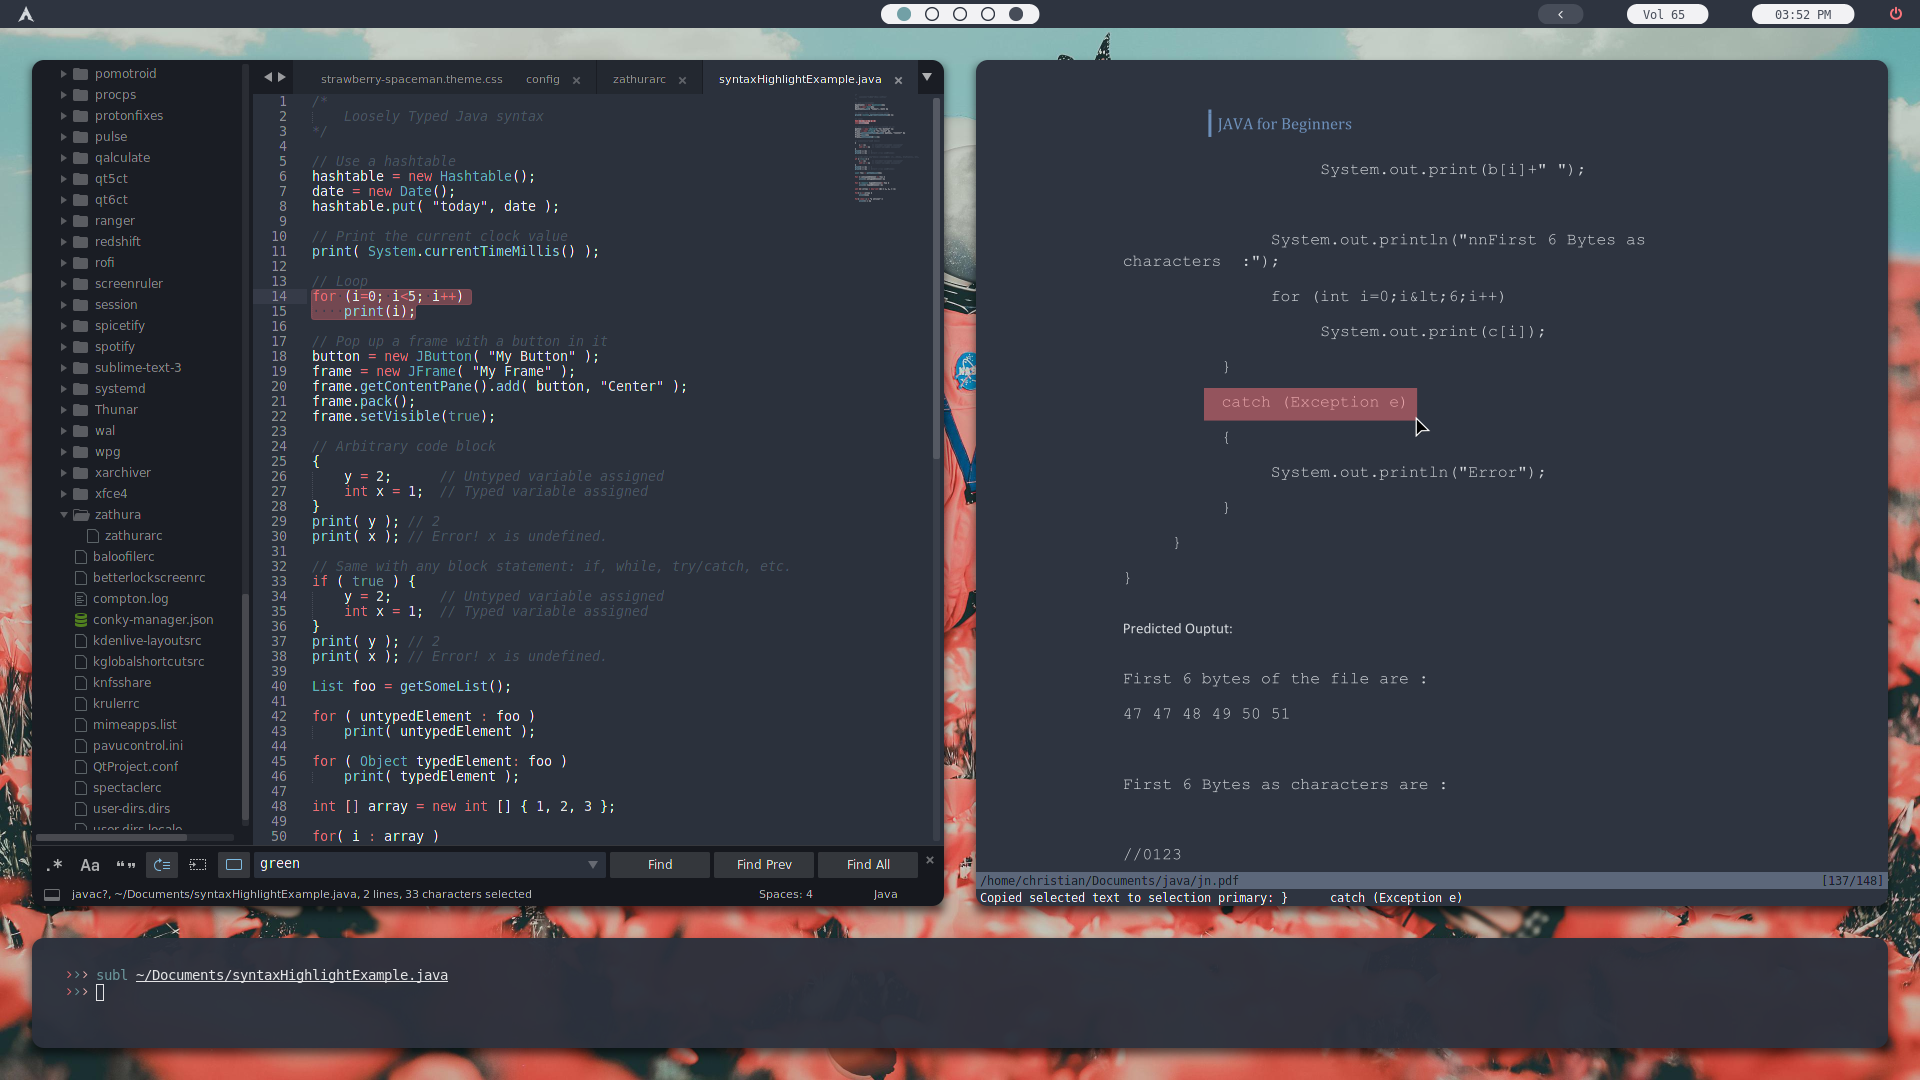 Vol 65
03:52 PM
pomotroid
procps
protonfixes
pulse
qalculate
qt5ct
qt6ct
ranger
redshift
rofi
screenruler
session
spicetify
spotify
sublime-text-3
systemd
Thunar
wal
wpg
xarchiver
xfce4
zathura
zathurarc
baloofilerc
betterlockscreenrc
compton.log
conky-manager.json
kdenlive-layoutsrc
kglobalshortcutsrc
knfsshare
krulerrc
mimeapps.list
pavucontrol.ini
QtProject.conf
spectaclerc
user-dirs.dirs
user-dirs.locale
strawberry-spaceman.theme.css config zathurarc syntaxHighlightExample.java
1 /*
2 Loosely Typed Java syntax
3 */
4
5 // Use a hashtable
6 hashtable = new Hashtable();
7 date = new Date();
8 hashtable.put( "today", date );
9
10 // Print the current clock value
11 print( System.currentTimeMillis() );
12
13 // Loop
14 for (i=0; i<5; i++)
15 print(i);
16
17 // Pop up a frame with a button in it
18 button = new JButton( "My Button" );
19 frame = new JFrame( "My Frame" );
20 frame.getContentPane().add( button, "Center" );
21 frame.pack();
22 frame.setVisible(true);
23
24 // Arbitrary code block
25 {
26 y = 2; // Untyped variable assigned
27 int x = 1; // Typed variable assigned
28 }
29 print( y ); // 2
30 print( x ); // Error! x is undefined.
31
32 // Same with any block statement: if, while, try/catch, etc.
33 if ( true ) {
34 y = 2; // Untyped variable assigned
35 int x = 1; // Typed variable assigned
36 }
37 print( y ); // 2
38 print( x ); // Error! x is undefined.
39
40 List foo = getSomeList();
41
42 for ( untypedElement : foo )
43 print( untypedElement );
44
45 for ( Object typedElement: foo )
46 print( typedElement );
47
48 int [] array = new int [] { 1, 2, 3 };
49
50 for( i : array )
.* Aa “” green Find Find Prev Find All
javac?, ~/Documents/syntaxHighlightExample.java, 2 lines, 33 characters selected Spaces: 4 Java
JAVA for Beginners
System.out.print(b[i]+" ");
System.out.println("nnFirst 6 Bytes as
characters :");
for (int i=0;i&lt;6;i++)
System.out.print(c[i]);
}
catch (Exception e)
{
System.out.println("Error");
}
}
}
Predicted Ouptut:
First 6 bytes of the file are :
47 47 48 49 50 51
First 6 Bytes as characters are :
//0123
/home/christian/Documents/java/jn.pdf [137/148]
Copied selected text to selection primary: } catch (Exception e)
>>> subl ~/Documents/syntaxHighlightExample.java
>>>